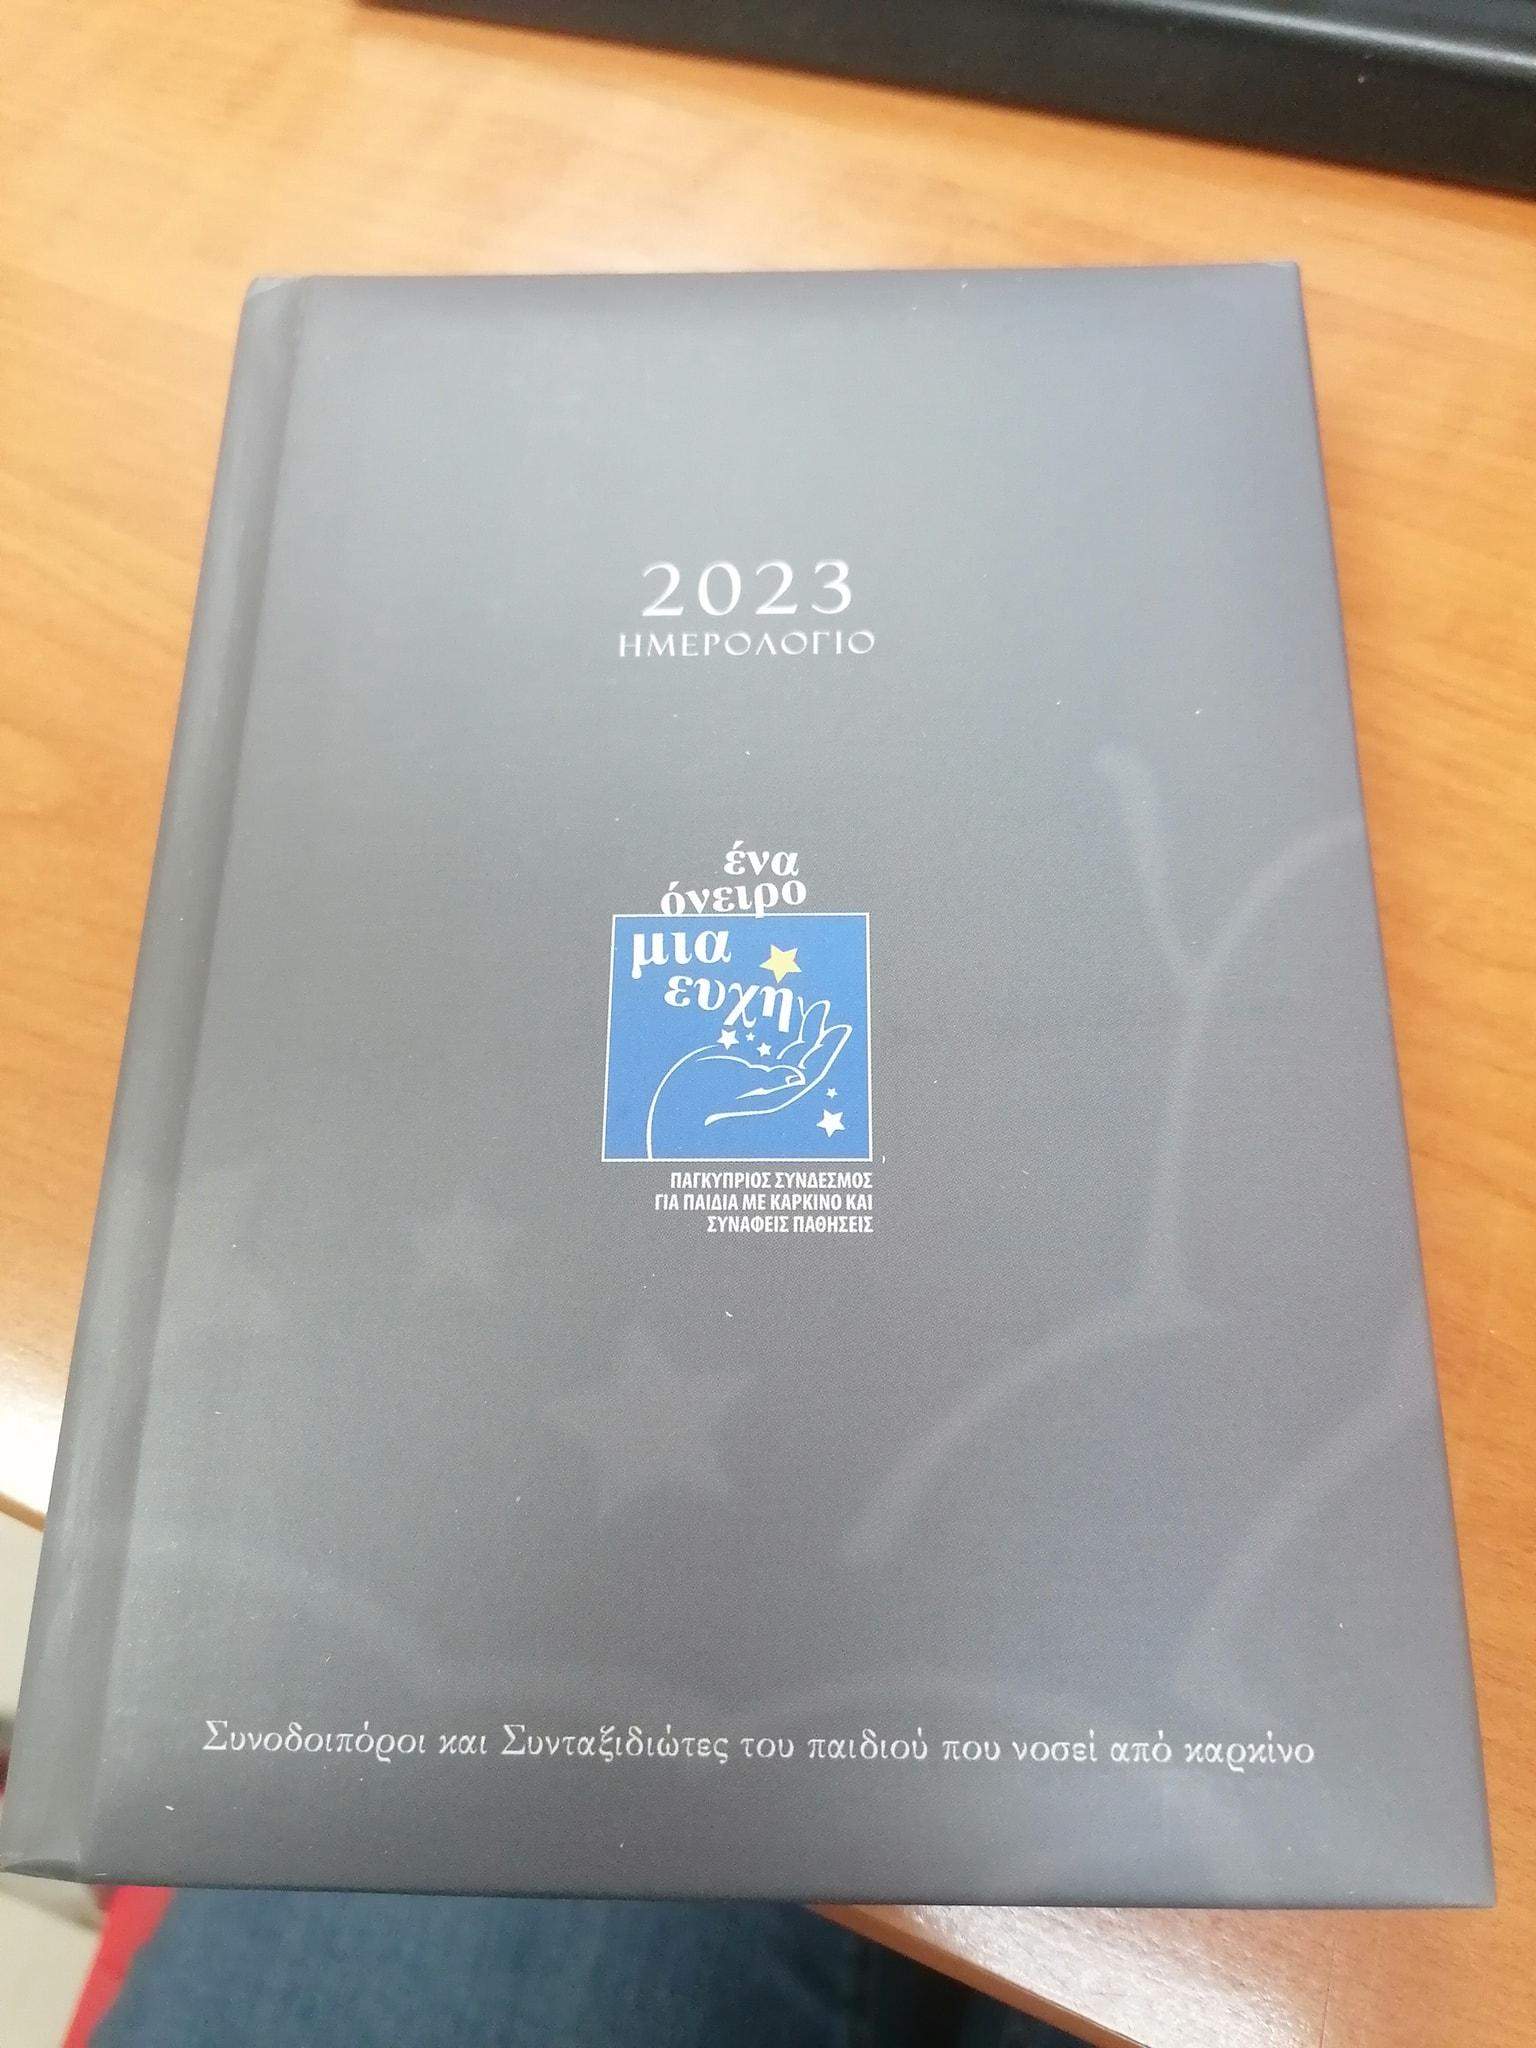 2023
ΗΜΕΡΟΛΟΓΙΟ
ένα
όνειρο
μια
ευχή
ΠΑΓΚΥΠΡΙΟΣ ΣΥΝΔΕΣΜΟΣ
ΓΙΑ ΠΑΙΔΙΑ ΜΕ ΚΑΡΚΙΝΟ ΚΑΙ
ΣΥΝΑΦΕΙΣ ΠΑΘΗΣΕΙΣ
Συνοδοιπόροι και Συνταξιδιώτες του παιδιού που νοσεί από καρκίνο